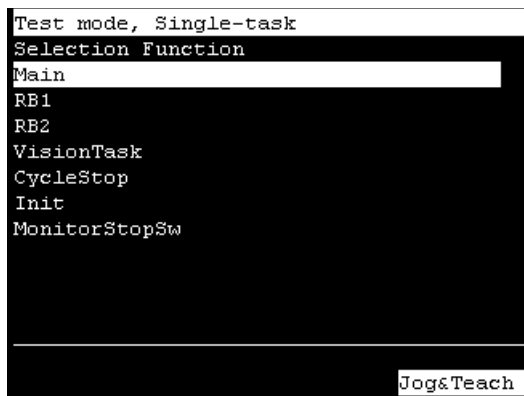 Test mode, Single-task
Selection Function
Main
RB1
RB2
VisionTask
CycleStop
Init
MonitorStopSw
Jog&Teach